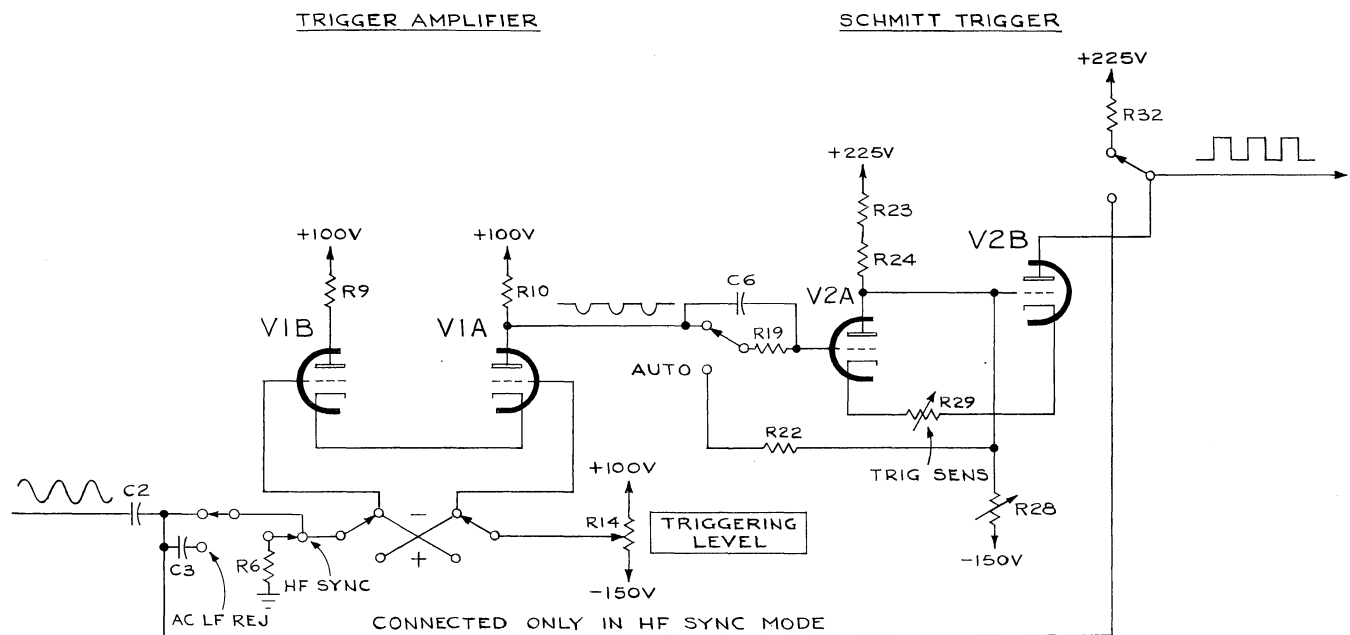 TRIGGER AMPLIFIER
SCHMITT TRIGGER
+225V
R32
+225V
R23
R24
+100V
+100V
R9
R10
V1B
V1A
C6
V2A
V2B
R19
AUTO
R29
R22
TRIG SENS
+100V
C2
R14
TRIGGERING
LEVEL
R28
−
+
−150V
−150V
C3
R6
HF SYNC
AC LF REJ
CONNECTED ONLY IN HF SYNC MODE